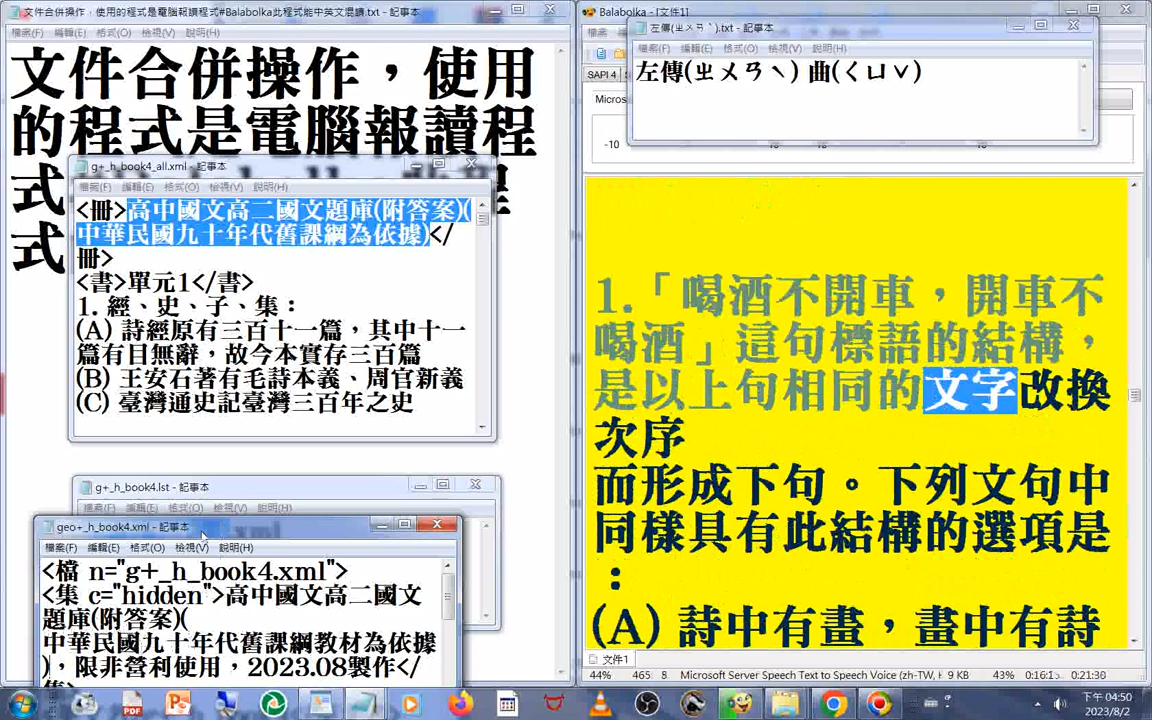 文件合併操作，使用的程式是電腦報讀程式#Balabolka此程式能中英文混讀.txt - 記事本
檔案(F) 編輯(E) 格式(O) 檢視(V) 說明(H)
文件合併操作，使用
的程式是電腦報讀程
式
式
g+_h_book4_all.xml - 記事本
檔案(F) 編輯(E) 格式(O) 檢視(V) 說明(H)
<冊>高中國文高二國文題庫(附答案)(
中華民國九十年代舊課綱為依據)</
冊>
<書>單元1</書>
1. 經、史、子、集：
(A) 詩經原有三百十一篇，其中十一
篇有目無辭，故今本實存三百篇
(B) 王安石著有毛詩本義、周官新義
(C) 臺灣通史記臺灣三百年之史
g+_h_book4.lst - 記事本
檔案(F) 編輯(E) 格式(O) 檢視(V) 說明(H)
geo+_h_book4.xml - 記事本
檔案(F) 編輯(E) 格式(O) 檢視(V) 說明(H)
<檔 n="g+_h_book4.xml">
<集 c="hidden">高中國文高二國文
題庫(附答案)(
中華民國九十年代舊課綱教材為依據
)，限非營利使用，2023.08製作</
集>
Balabolka - [文件1]
檔案
左傳(ㄓㄨㄢˋ).txt - 記事本
檔案(F) 編輯(E) 格式(O) 檢視(V) 說明(H)
左傳(ㄓㄨㄢˋ) 曲(ㄑㄩˇ)
SAPI 4
Micros
-10
1.「喝酒不開車，開車不
喝酒」這句標語的結構，
是以上句相同的文字改換
次序
而形成下句。下列文句中
同樣具有此結構的選項是
：
(A) 詩中有畫，畫中有詩
文件1
44% 465 8 Microsoft Server Speech Text to Speech Voice (zh-TW, H 9 KB 43% 0:16:1 0:21:30
下午 04:50
2023/8/2